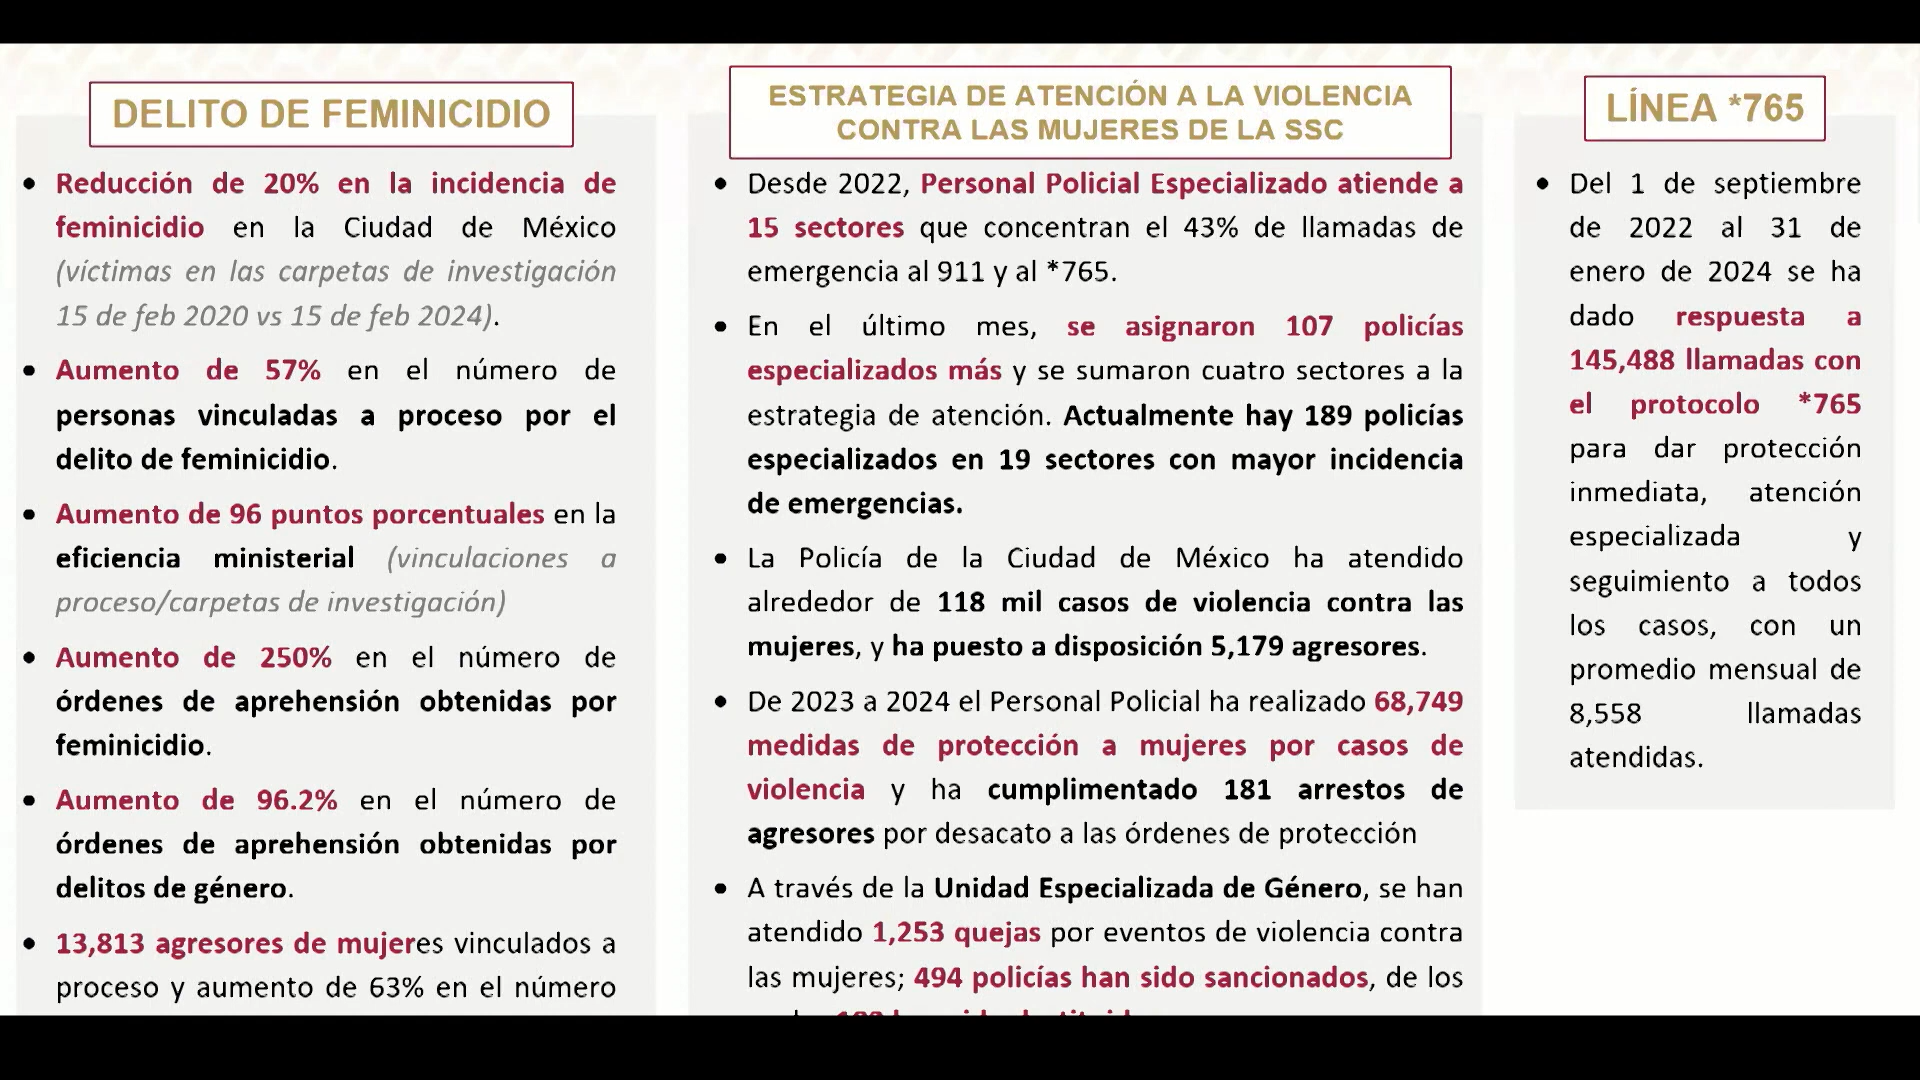 DELITO DE FEMINICIDIO
• Reducción de 20% en la incidencia de
feminicidio en la Ciudad de México
(víctimas en las carpetas de investigación
15 de feb 2020 vs 15 de feb 2024).
• Aumento de 57% en el número de
personas vinculadas a proceso por el
delito de feminicidio.
• Aumento de 96 puntos porcentuales en la
eficiencia ministerial (vinculaciones a
proceso/carpetas de investigación)
• Aumento de 250% en el número de
órdenes de aprehensión obtenidas por
feminicidio.
• Aumento de 96.2% en el número de
órdenes de aprehensión obtenidas por
delitos de género.
• 13,813 agresores de mujeres vinculados a
proceso y aumento de 63% en el número
ESTRATEGIA DE ATENCIÓN A LA VIOLENCIA
CONTRA LAS MUJERES DE LA SSC
• Desde 2022, Personal Policial Especializado atiende a
15 sectores que concentran el 43% de llamadas de
emergencia al 911 y al *765.
• En el último mes, se asignaron 107 policías
especializados más y se sumaron cuatro sectores a la
estrategia de atención. Actualmente hay 189 policías
especializados en 19 sectores con mayor incidencia
de emergencias.
• La Policía de la Ciudad de México ha atendido
alrededor de 118 mil casos de violencia contra las
mujeres, y ha puesto a disposición 5,179 agresores.
• De 2023 a 2024 el Personal Policial ha realizado 68,749
medidas de protección a mujeres por casos de
violencia y ha cumplimentado 181 arrestos de
agresores por desacato a las órdenes de protección
• A través de la Unidad Especializada de Género, se han
atendido 1,253 quejas por eventos de violencia contra
las mujeres; 494 policías han sido sancionados, de los
LÍNEA *765
• Del 1 de septiembre
de 2022 al 31 de
enero de 2024 se ha
dado respuesta a
145,488 llamadas con
el protocolo *765
para dar protección
inmediata, atención
especializada y
seguimiento a todos
los casos, con un
promedio mensual de
8,558 llamadas
atendidas.